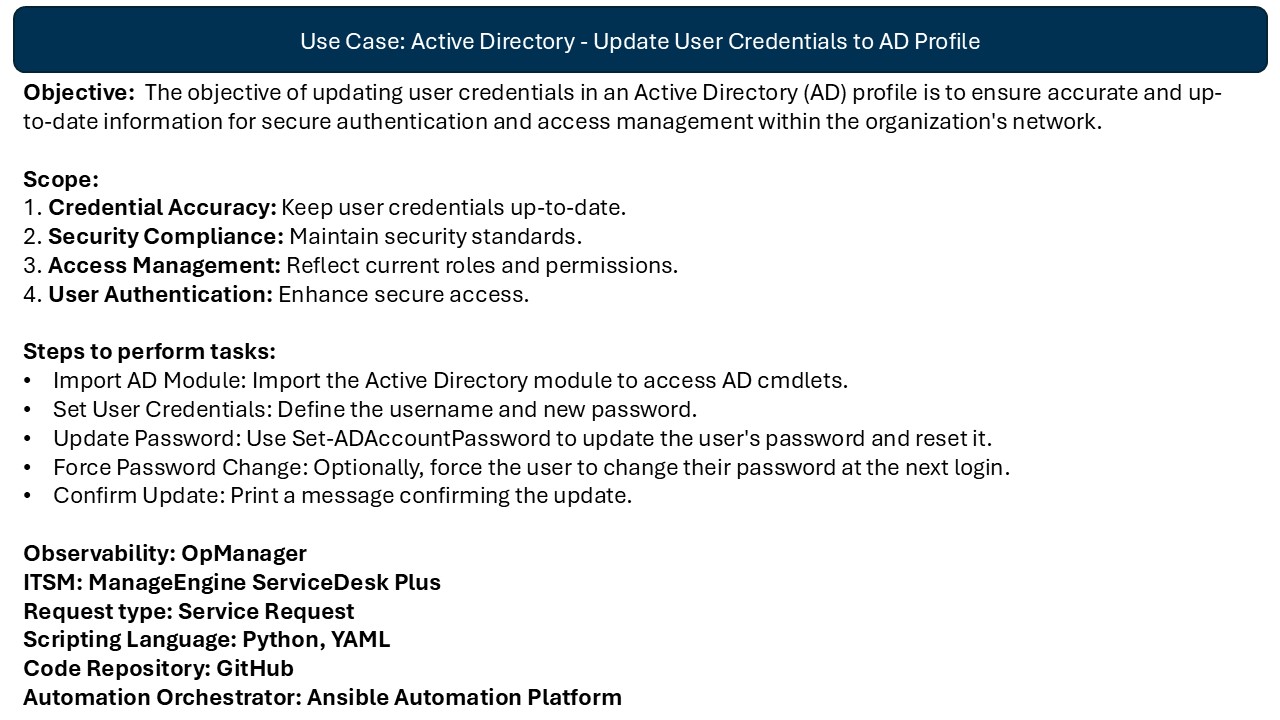 Use Case: Active Directory - Update User Credentials to AD Profile
Objective:  The objective of updating user credentials in an Active Directory (AD) profile is to ensure accurate and up-
to-date information for secure authentication and access management within the organization's network.
Scope:
1. Credential Accuracy: Keep user credentials up-to-date.
2. Security Compliance: Maintain security standards.
3. Access Management: Reflect current roles and permissions.
4. User Authentication: Enhance secure access.
Steps to perform tasks:
• Import AD Module: Import the Active Directory module to access AD cmdlets.
• Set User Credentials: Define the username and new password.
• Update Password: Use Set-ADAccountPassword to update the user's password and reset it.
• Force Password Change: Optionally, force the user to change their password at the next login.
• Confirm Update: Print a message confirming the update.
Observability: OpManager
ITSM: ManageEngine ServiceDesk Plus
Request type: Service Request
Scripting Language: Python, YAML
Code Repository: GitHub
Automation Orchestrator: Ansible Automation Platform